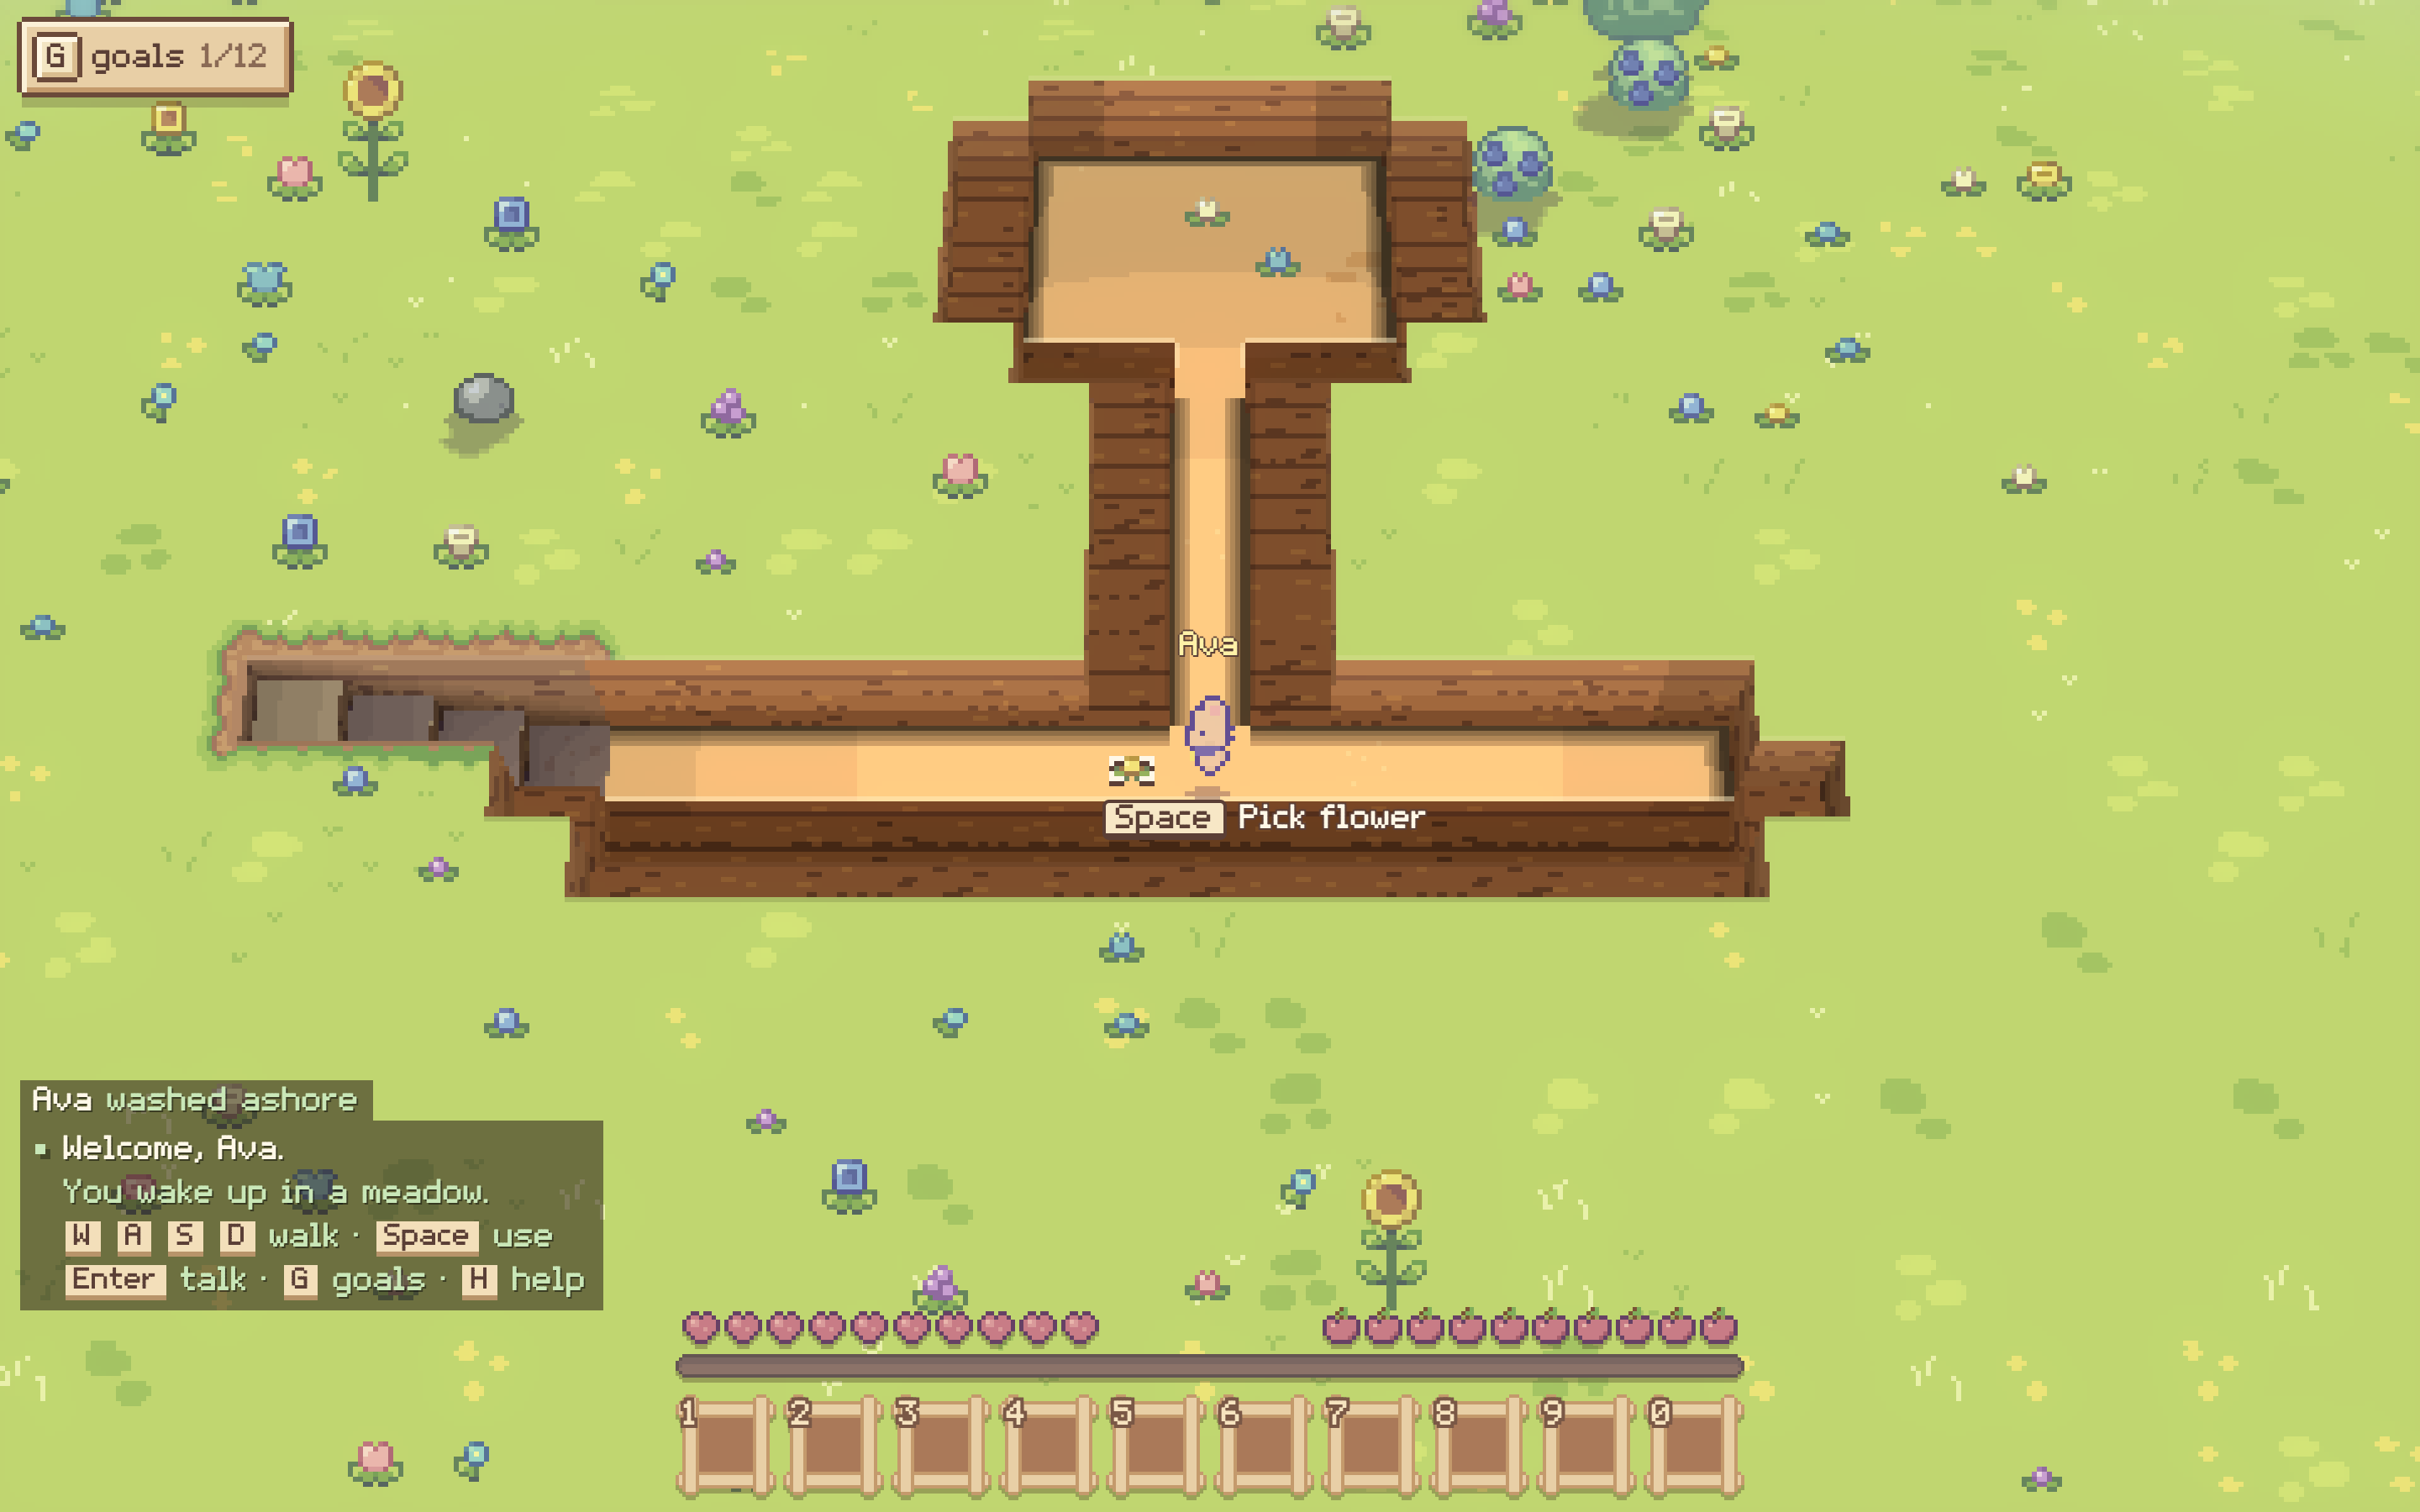 G goals 1/12
Ava
Space Pick flower
Ava washed ashore
Welcome, Ava.
You wake up in a meadow.
W A S D walk · Space use
Enter talk · G goals · H help
1 2 3 4 5 6 7 8 9 0